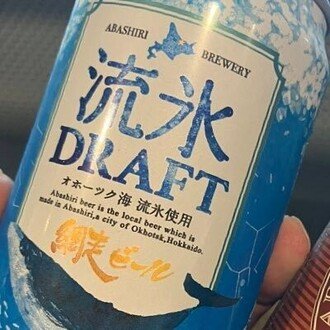 ABASHIRI BREWERY
流氷
DRAFT
オホーツク海 流氷使用
Abashiri beer is the local beer which is
made in Abashiri,a city of Okhotsk,Hokkaido.
網走ビール